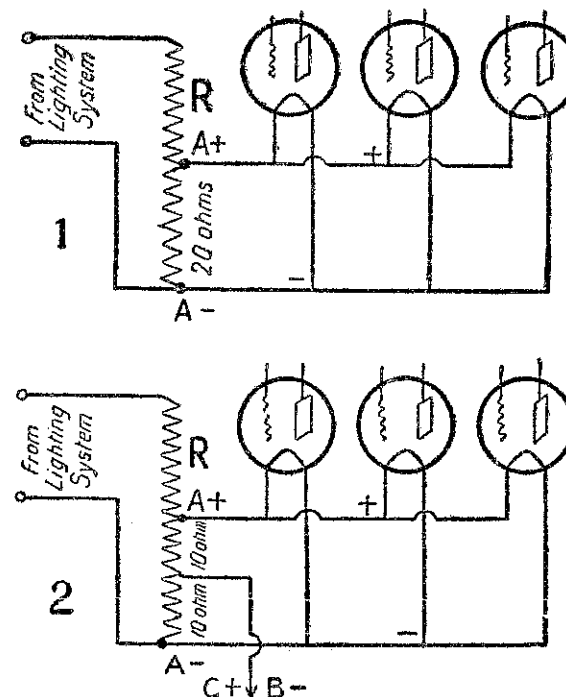 From
Lighting
System
R
A+
+
20 ohms
1
-
A-
From
Lighting
System
R
A+
+
10 ohm
10 ohm
2
-
A-
C+ B-